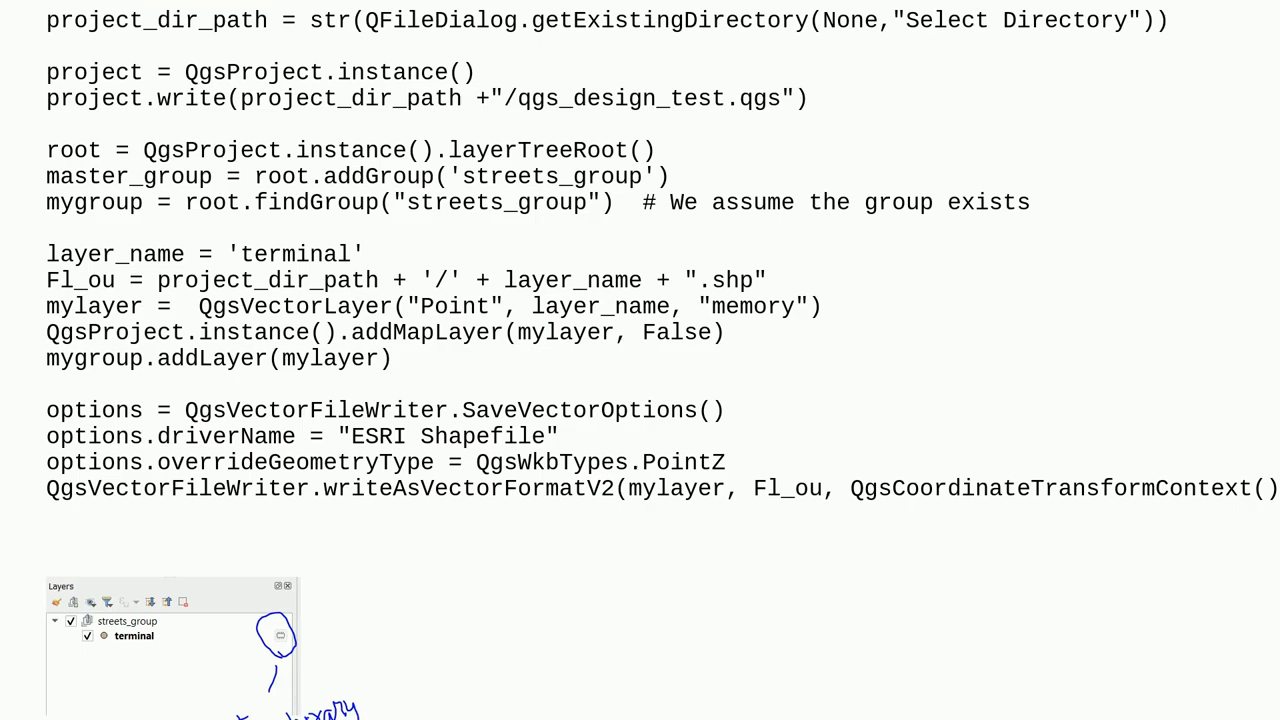 project_dir_path = str(QFileDialog.getExistingDirectory(None,"Select Directory"))
project = QgsProject.instance()
project.write(project_dir_path +"/qgs_design_test.qgs")
root = QgsProject.instance().layerTreeRoot()
master_group = root.addGroup('streets_group')
mygroup = root.findGroup("streets_group")  # We assume the group exists
layer_name = 'terminal'
Fl_ou = project_dir_path + '/' + layer_name + ".shp"
mylayer =  QgsVectorLayer("Point", layer_name, "memory")
QgsProject.instance().addMapLayer(mylayer, False)
mygroup.addLayer(mylayer)
options = QgsVectorFileWriter.SaveVectorOptions()
options.driverName = "ESRI Shapefile"
options.overrideGeometryType = QgsWkbTypes.PointZ
QgsVectorFileWriter.writeAsVectorFormatV2(mylayer, Fl_ou, QgsCoordinateTransformContext()
Layers
streets_group
terminal